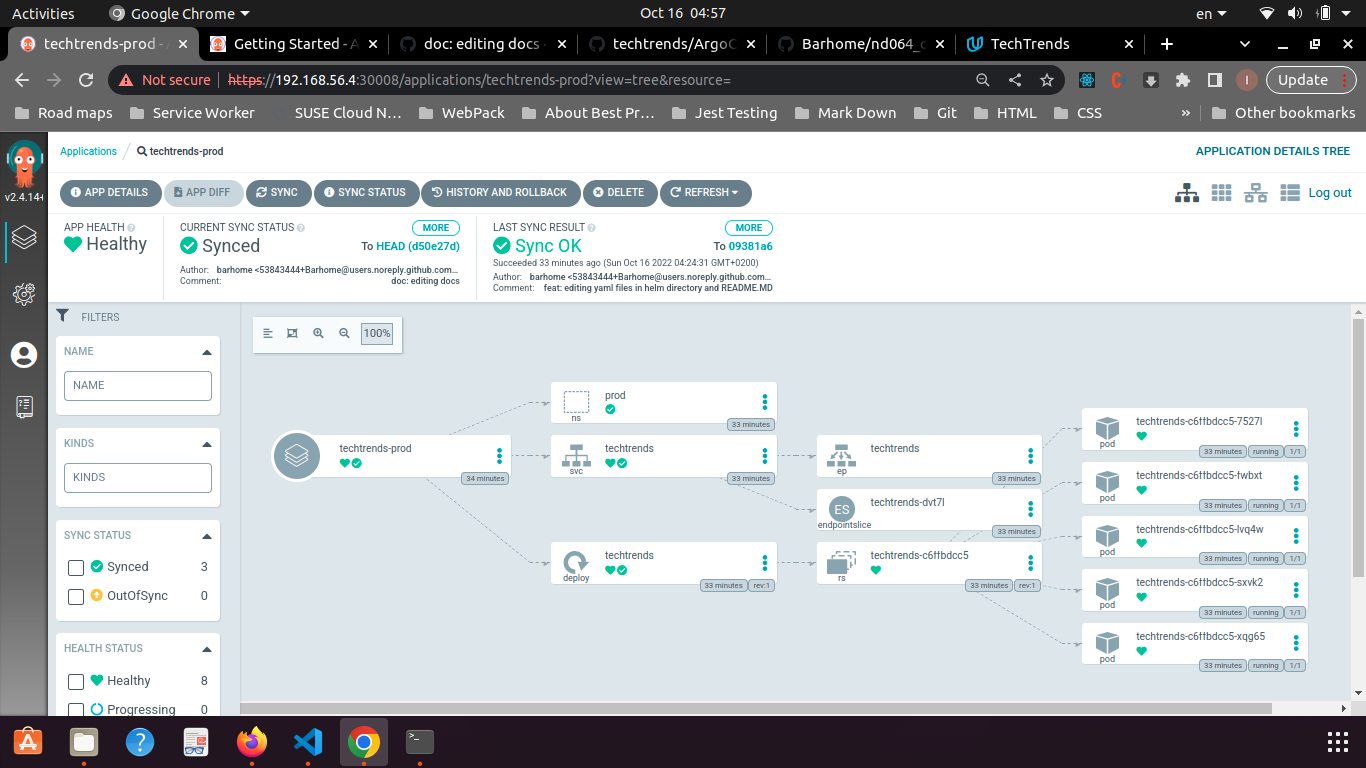 Activities Google Chrome Oct 16 04:57 en
techtrends-prod - Getting Started - A doc: editing docs techtrends/ArgoC Barhome/nd064_c TechTrends
Not secure https://192.168.56.4:30008/applications/techtrends-prod?view=tree&resource= I Update
Road maps Service Worker SUSE Cloud N... WebPack About Best Pr... Jest Testing Mark Down Git HTML CSS » Other bookmarks
v2.4.14+
Applications / techtrends-prod APPLICATION DETAILS TREE
APP DETAILS APP DIFF SYNC SYNC STATUS HISTORY AND ROLLBACK DELETE REFRESH Log out
APP HEALTH
Healthy
CURRENT SYNC STATUS MORE
Synced To HEAD (d50e27d)
Author: barhome <53843444+Barhome@users.noreply.github.com...
Comment: doc: editing docs
LAST SYNC RESULT MORE
Sync OK To 09381a6
Succeeded 33 minutes ago (Sun Oct 16 2022 04:24:31 GMT+0200)
Author: barhome <53843444+Barhome@users.noreply.github.com...
Comment: feat: editing yaml files in helm directory and README.MD
FILTERS
NAME
NAME
KINDS
KINDS
SYNC STATUS
Synced 3
OutOfSync 0
HEALTH STATUS
Healthy 8
Progressing 0
100%
techtrends-prod
34 minutes
prod
ns
33 minutes
techtrends
svc
33 minutes
techtrends
deploy
33 minutes rev:1
techtrends
ep
33 minutes
ES techtrends-dvt7l
endpointslice
33 minutes
techtrends-c6ffbdcc5
rs
33 minutes rev:1
techtrends-c6ffbdcc5-7527l
pod
33 minutes running 1/1
techtrends-c6ffbdcc5-lwbxt
pod
33 minutes running 1/1
techtrends-c6ffbdcc5-lvq4w
pod
33 minutes running 1/1
techtrends-c6ffbdcc5-sxvk2
pod
33 minutes running 1/1
techtrends-c6ffbdcc5-xqg65
pod
33 minutes running 1/1